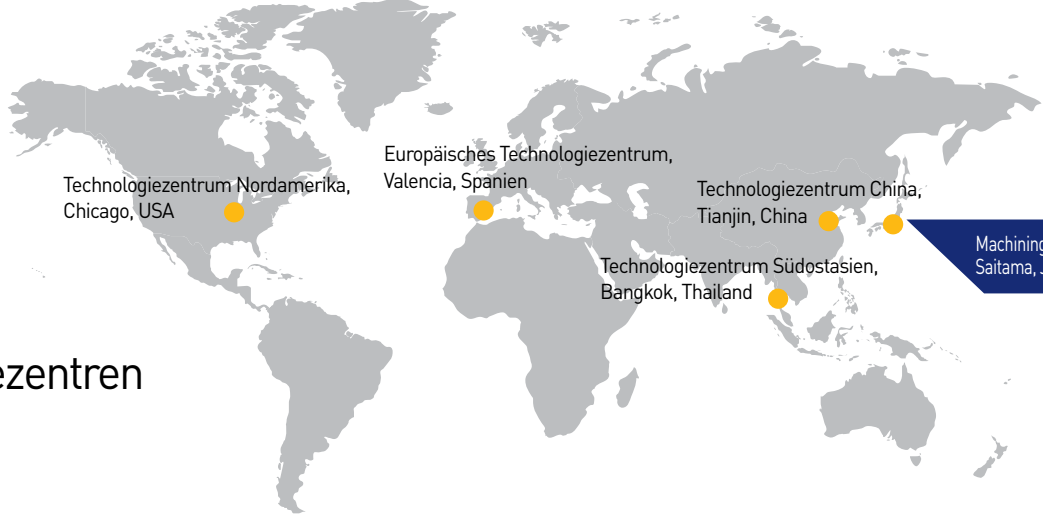 Europäisches Technologiezentrum,
Valencia, Spanien
Technologiezentrum Nordamerika,
Chicago, USA
Technologiezentrum China,
Tianjin, China
Machining
Saitama, J
Technologiezentrum Südostasien,
Bangkok, Thailand
ezentren